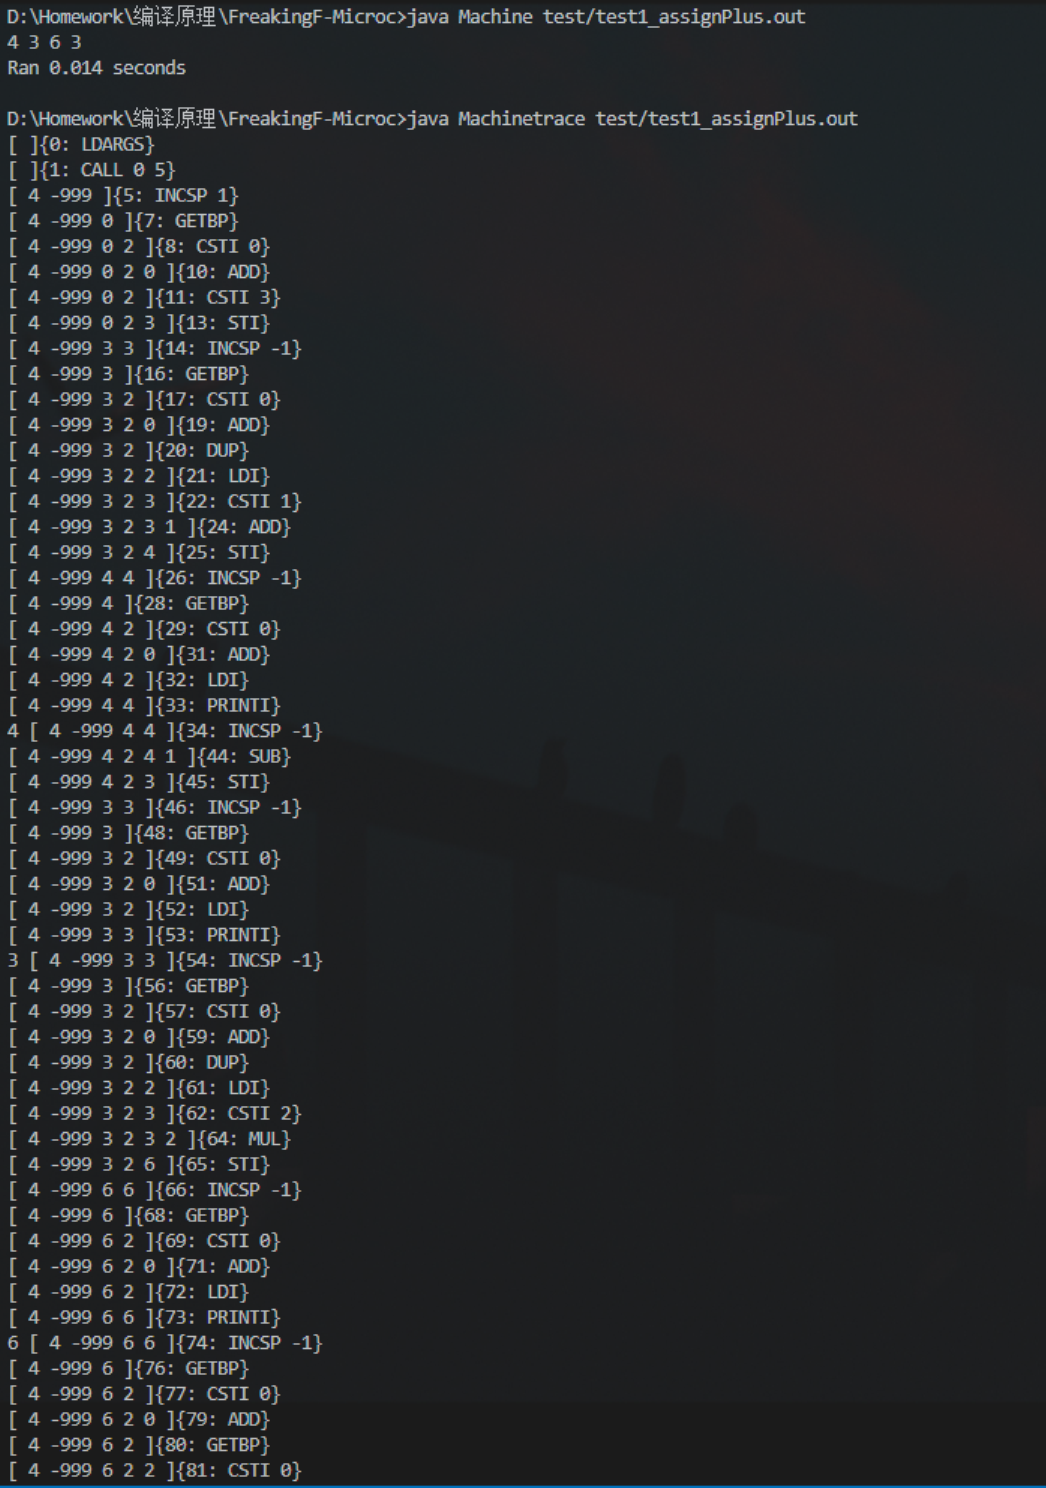 D:\Homework\编译原理\FreakingF-Microc>java Machine test/test1_assignPlus.out
4 3 6 3
Ran 0.014 seconds
D:\Homework\编译原理\FreakingF-Microc>java Machinetrace test/test1_assignPlus.out
[ ]{0: LDARGS}
[ ]{1: CALL 0 5}
[ 4 -999 ]{5: INCSP 1}
[ 4 -999 0 ]{7: GETBP}
[ 4 -999 0 2 ]{8: CSTI 0}
[ 4 -999 0 2 0 ]{10: ADD}
[ 4 -999 0 2 ]{11: CSTI 3}
[ 4 -999 0 2 3 ]{13: STI}
[ 4 -999 3 3 ]{14: INCSP -1}
[ 4 -999 3 ]{16: GETBP}
[ 4 -999 3 2 ]{17: CSTI 0}
[ 4 -999 3 2 0 ]{19: ADD}
[ 4 -999 3 2 ]{20: DUP}
[ 4 -999 3 2 2 ]{21: LDI}
[ 4 -999 3 2 3 ]{22: CSTI 1}
[ 4 -999 3 2 3 1 ]{24: ADD}
[ 4 -999 3 2 4 ]{25: STI}
[ 4 -999 4 4 ]{26: INCSP -1}
[ 4 -999 4 ]{28: GETBP}
[ 4 -999 4 2 ]{29: CSTI 0}
[ 4 -999 4 2 0 ]{31: ADD}
[ 4 -999 4 2 ]{32: LDI}
[ 4 -999 4 4 ]{33: PRINTI}
4 [ 4 -999 4 4 ]{34: INCSP -1}
[ 4 -999 4 2 4 1 ]{44: SUB}
[ 4 -999 4 2 3 ]{45: STI}
[ 4 -999 3 3 ]{46: INCSP -1}
[ 4 -999 3 ]{48: GETBP}
[ 4 -999 3 2 ]{49: CSTI 0}
[ 4 -999 3 2 0 ]{51: ADD}
[ 4 -999 3 2 ]{52: LDI}
[ 4 -999 3 3 ]{53: PRINTI}
3 [ 4 -999 3 3 ]{54: INCSP -1}
[ 4 -999 3 ]{56: GETBP}
[ 4 -999 3 2 ]{57: CSTI 0}
[ 4 -999 3 2 0 ]{59: ADD}
[ 4 -999 3 2 ]{60: DUP}
[ 4 -999 3 2 2 ]{61: LDI}
[ 4 -999 3 2 3 ]{62: CSTI 2}
[ 4 -999 3 2 3 2 ]{64: MUL}
[ 4 -999 3 2 6 ]{65: STI}
[ 4 -999 6 6 ]{66: INCSP -1}
[ 4 -999 6 ]{68: GETBP}
[ 4 -999 6 2 ]{69: CSTI 0}
[ 4 -999 6 2 0 ]{71: ADD}
[ 4 -999 6 2 ]{72: LDI}
[ 4 -999 6 6 ]{73: PRINTI}
6 [ 4 -999 6 6 ]{74: INCSP -1}
[ 4 -999 6 ]{76: GETBP}
[ 4 -999 6 2 ]{77: CSTI 0}
[ 4 -999 6 2 0 ]{79: ADD}
[ 4 -999 6 2 ]{80: GETBP}
[ 4 -999 6 2 2 ]{81: CSTI 0}